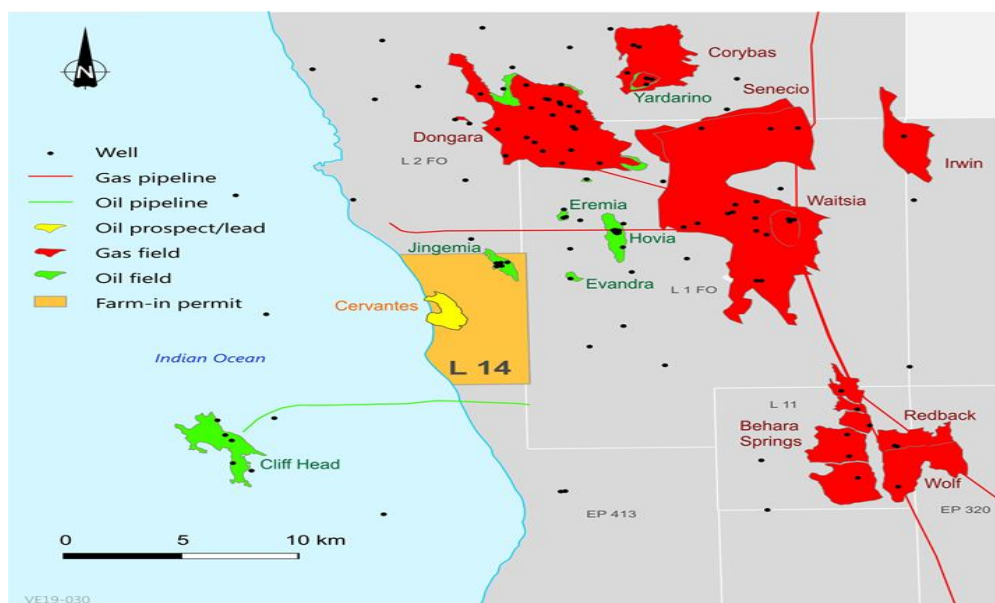 N
Well
Gas pipeline
Oil pipeline
Oil prospect/lead
Gas field
Oil field
Farm-in permit
Corybas
Senecio
Yardarino
Dongara
L 2 FO
Irwin
Waitsia
Eremia
Hovia
Jingemia
Evandra
L 1 FO
Cervantes
Indian Ocean
L 14
L 11
Redback
Behara
Springs
Cliff Head
Wolf
EP 413
EP 320
0 5 10 km
VE19-030